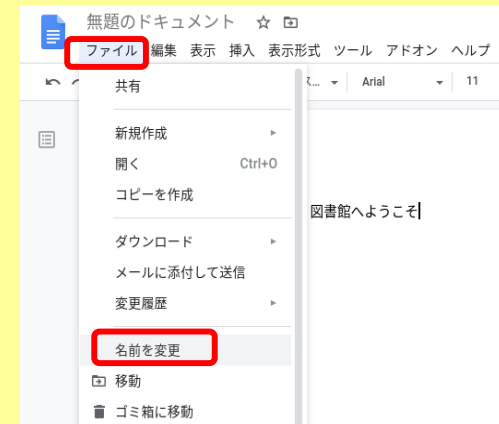 無題のドキュメント
ファイル 編集 表示 挿入 表示形式 ツール アドオン ヘルプ
Arial 11
共有
新規作成
開く Ctrl+O
コピーを作成
図書館へようこそ
ダウンロード
メールに添付して送信
変更履歴
名前を変更
移動
ゴミ箱に移動